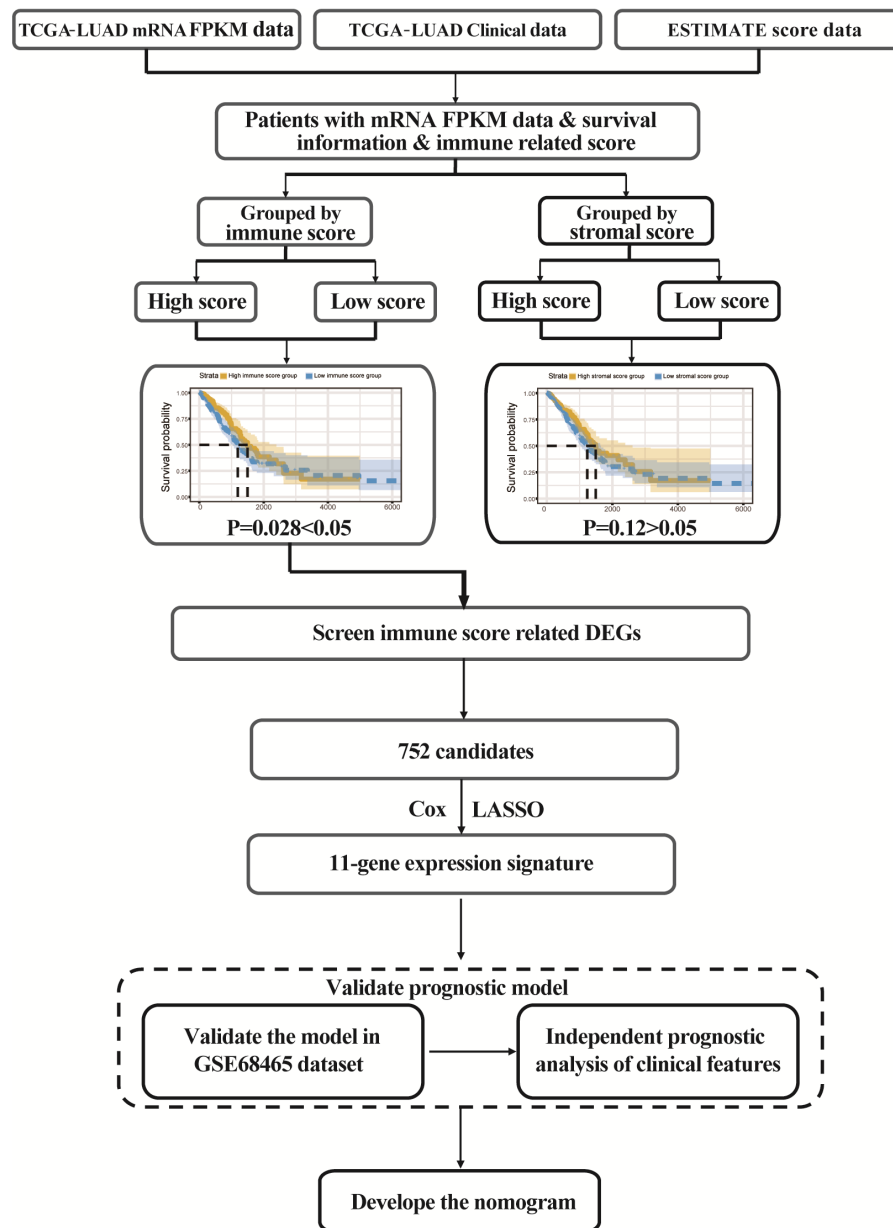 TCGA-LUAD mRNA FPKM data
TCGA-LUAD Clinical data
ESTIMATE score data
Patients with mRNA FPKM data & survival
information & immune related score
Grouped by
immune score
Grouped by
stromal score
High score
Low score
High score
Low score
Strata High immune score group Low immune score group
Survival probability
1.00
0.75
0.50
0.25
0.00
0 2000 4000 6000
P=0.028<0.05
Strata High stromal score group Low stromal score group
Survival probability
1.00
0.75
0.50
0.25
0.00
0 2000 4000 6000
P=0.12>0.05
Screen immune score related DEGs
752 candidates
Cox LASSO
11-gene expression signature
Validate prognostic model
Validate the model in
GSE68465 dataset
Independent prognostic
analysis of clinical features
Develope the nomogram